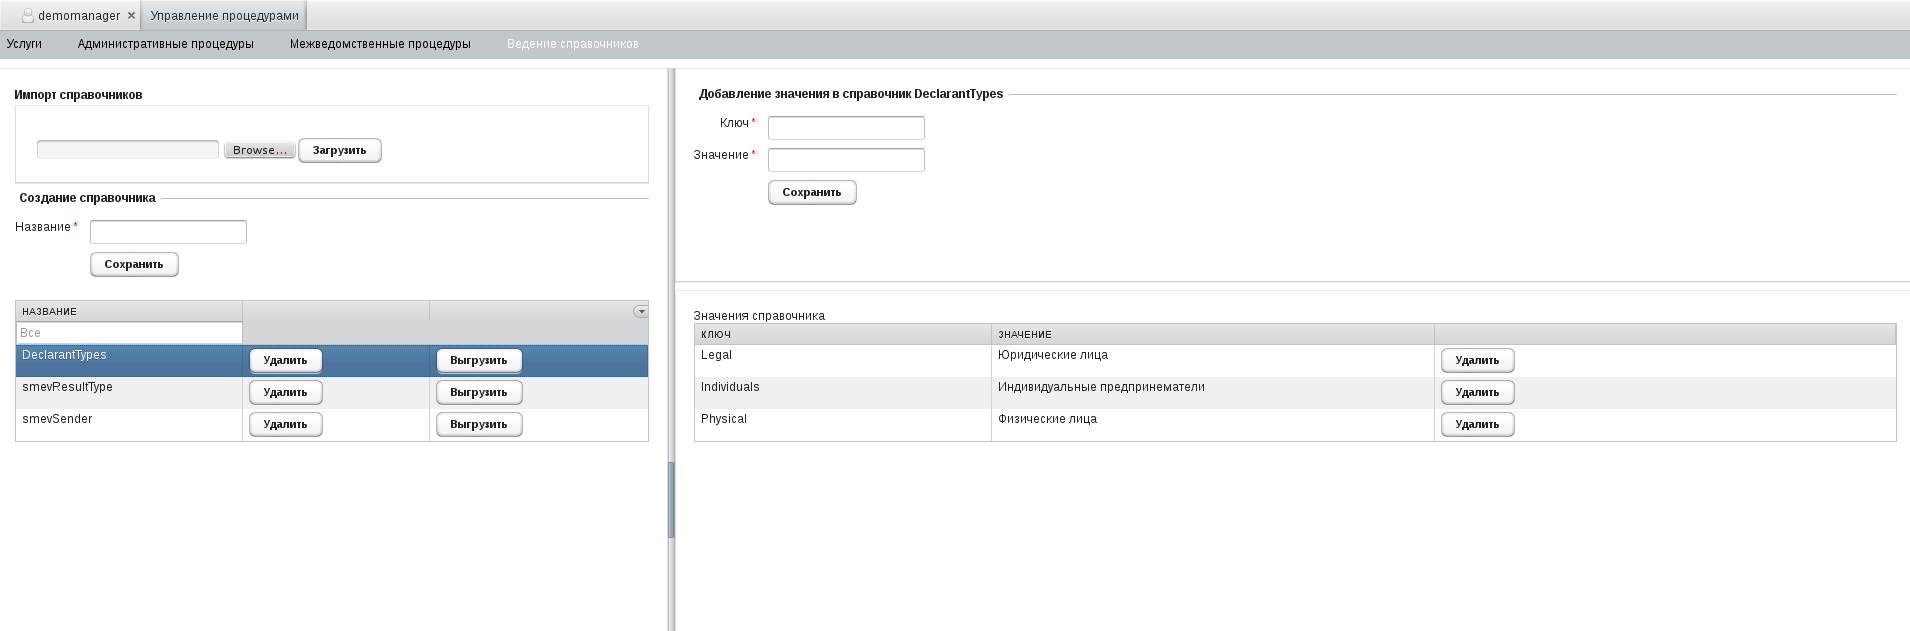 demomanager × Управление процедурами
Услуги Административные процедуры Межведомственные процедуры Ведение справочников
Импорт справочников
Browse... Загрузить
Создание справочника
Название *
Сохранить
НАЗВАНИЕ
Все
DeclarantTypes Удалить Выгрузить
smevResultType Удалить Выгрузить
smevSender Удалить Выгрузить
Добавление значения в справочник DeclarantTypes
Ключ *
Значение *
Сохранить
Значения справочника
КЛЮЧ ЗНАЧЕНИЕ
Legal Юридические лица Удалить
Individuals Индивидуальные предпринематели Удалить
Physical Физические лица Удалить